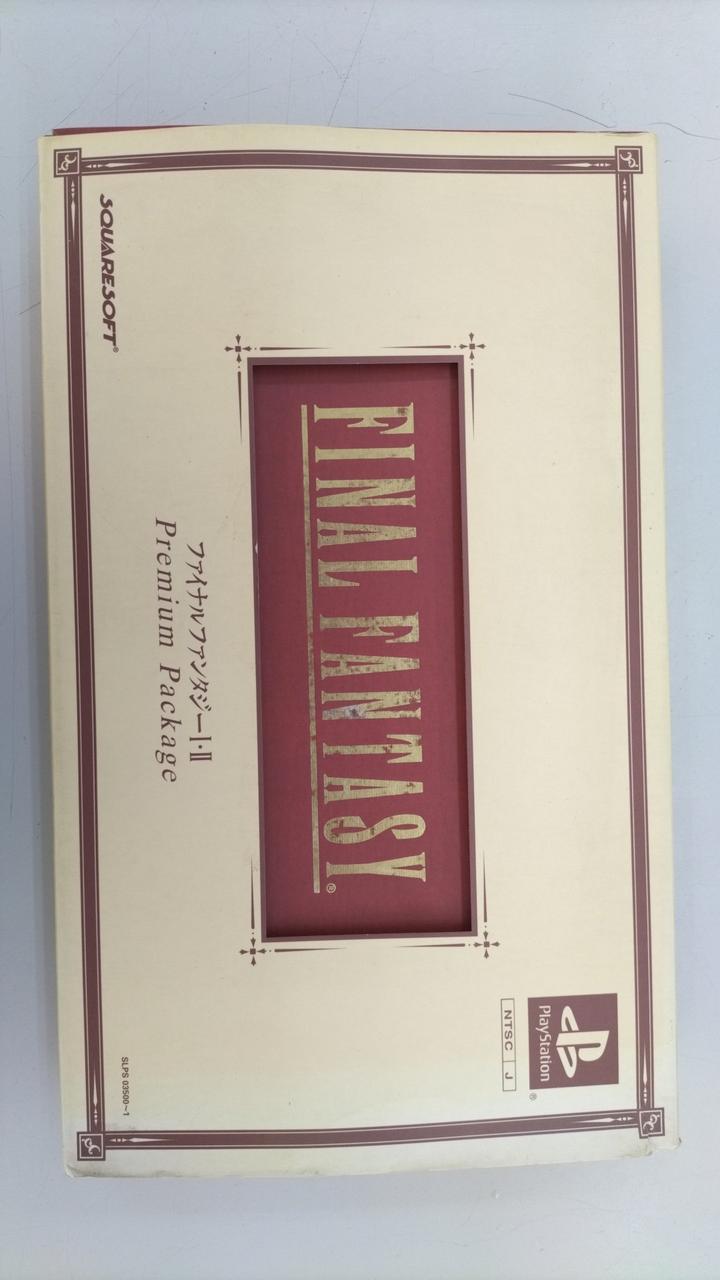 PlayStation®
NTSC J
FINAL FANTASY®
ファイナルファンタジーI・II
Premium Package
SQUARESOFT®
SLPS 03500~1